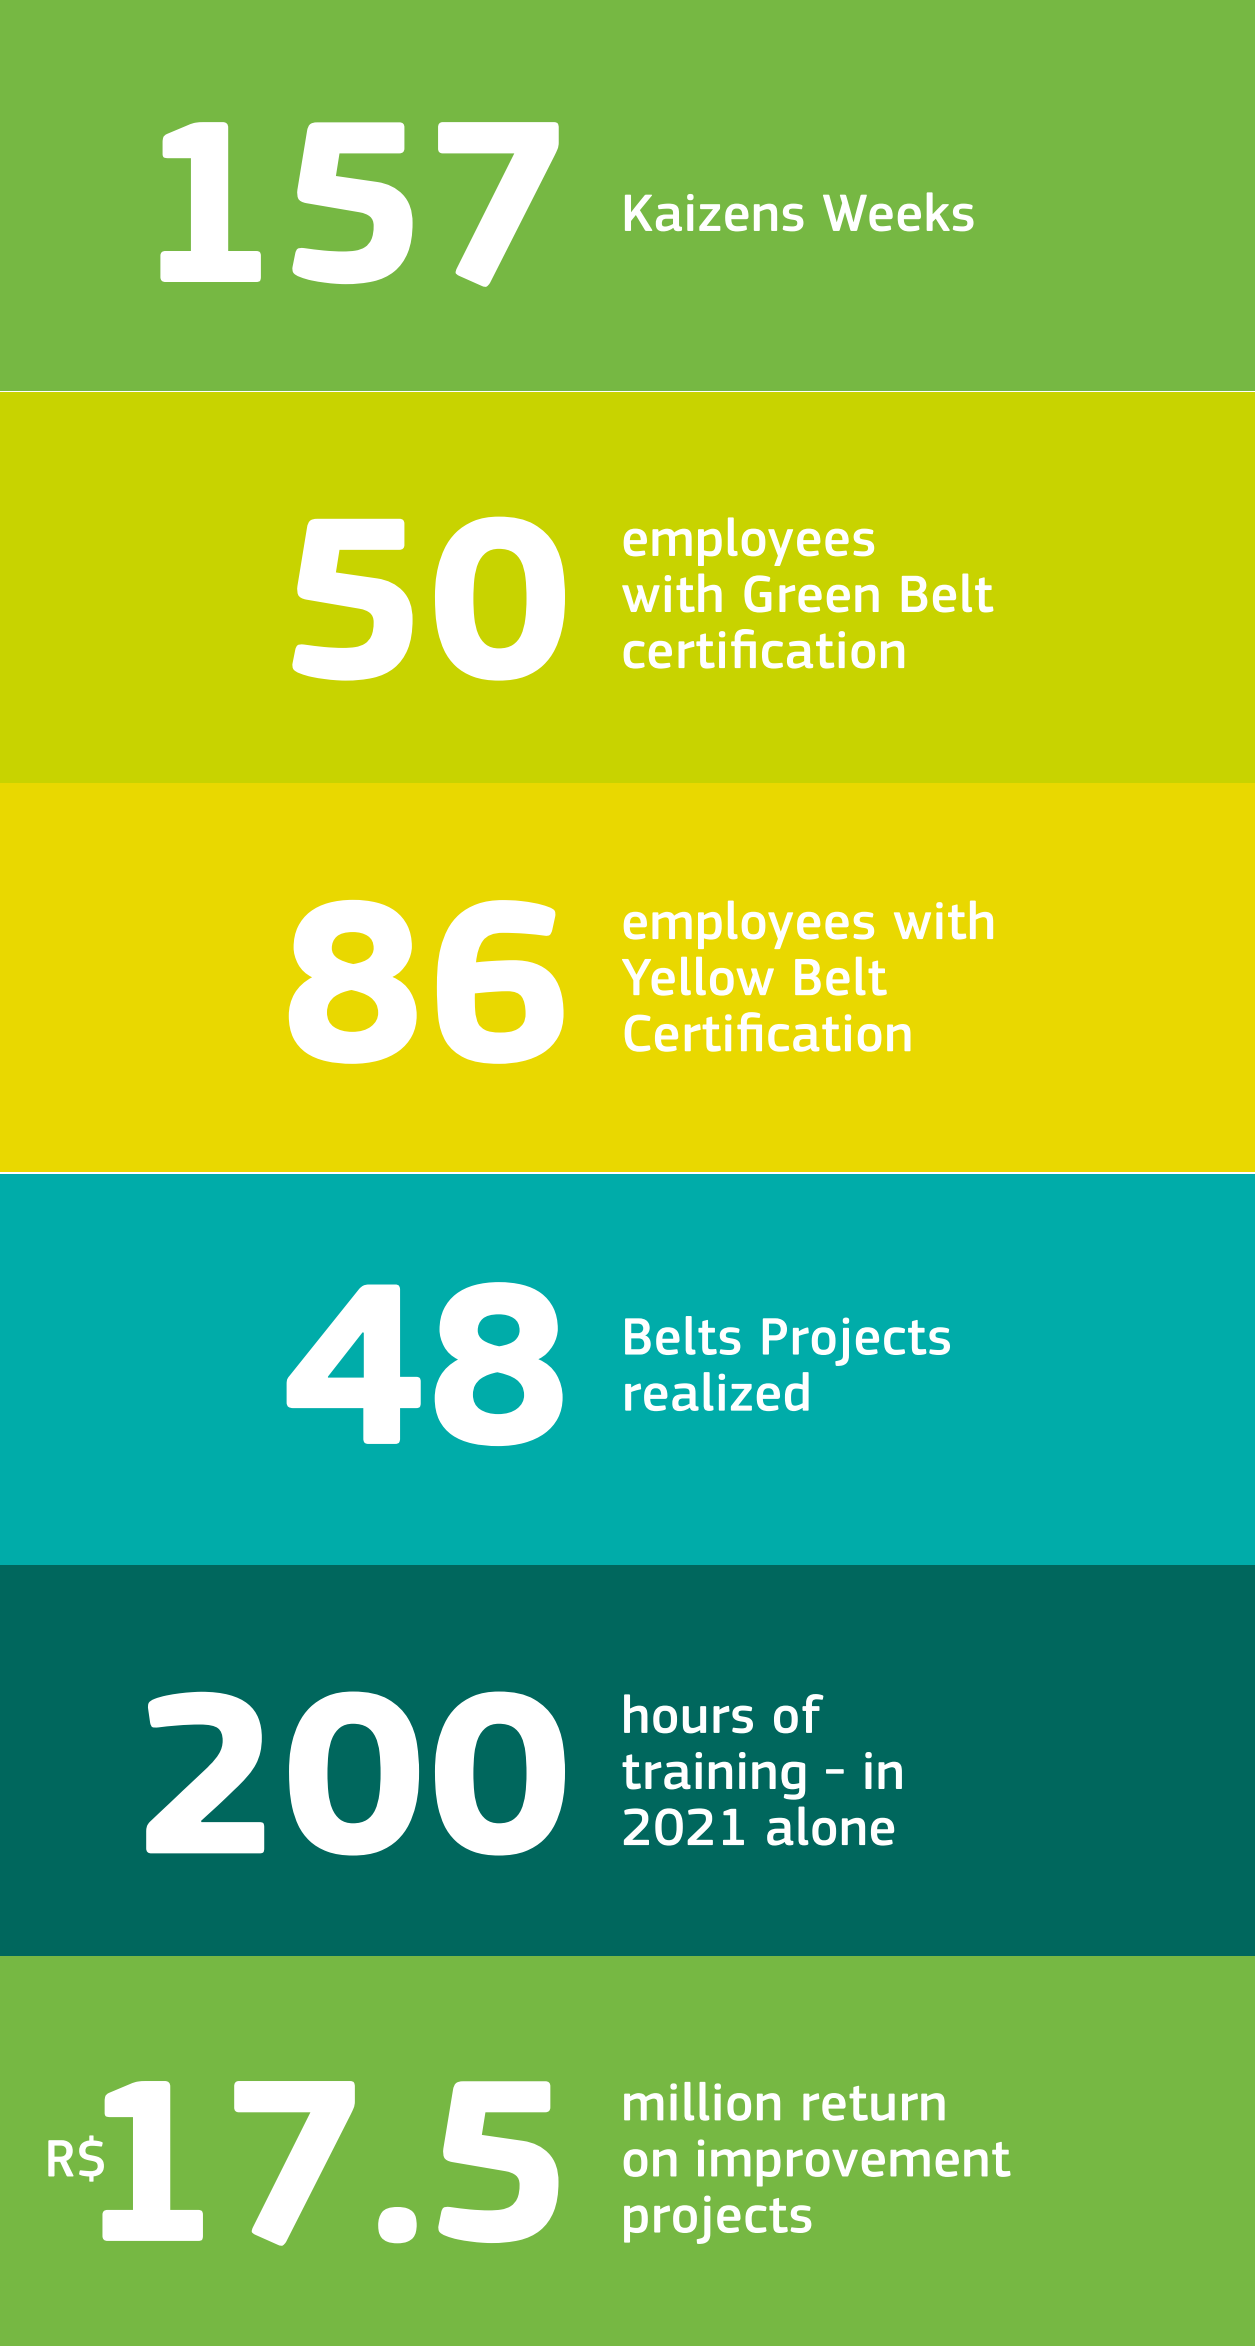 157
Kaizens Weeks
50
employees
with Green Belt
certification
86
employees with
Yellow Belt
Certification
48
Belts Projects
realized
200
hours of
training - in
2021 alone
R$17.5
million return
on improvement
projects